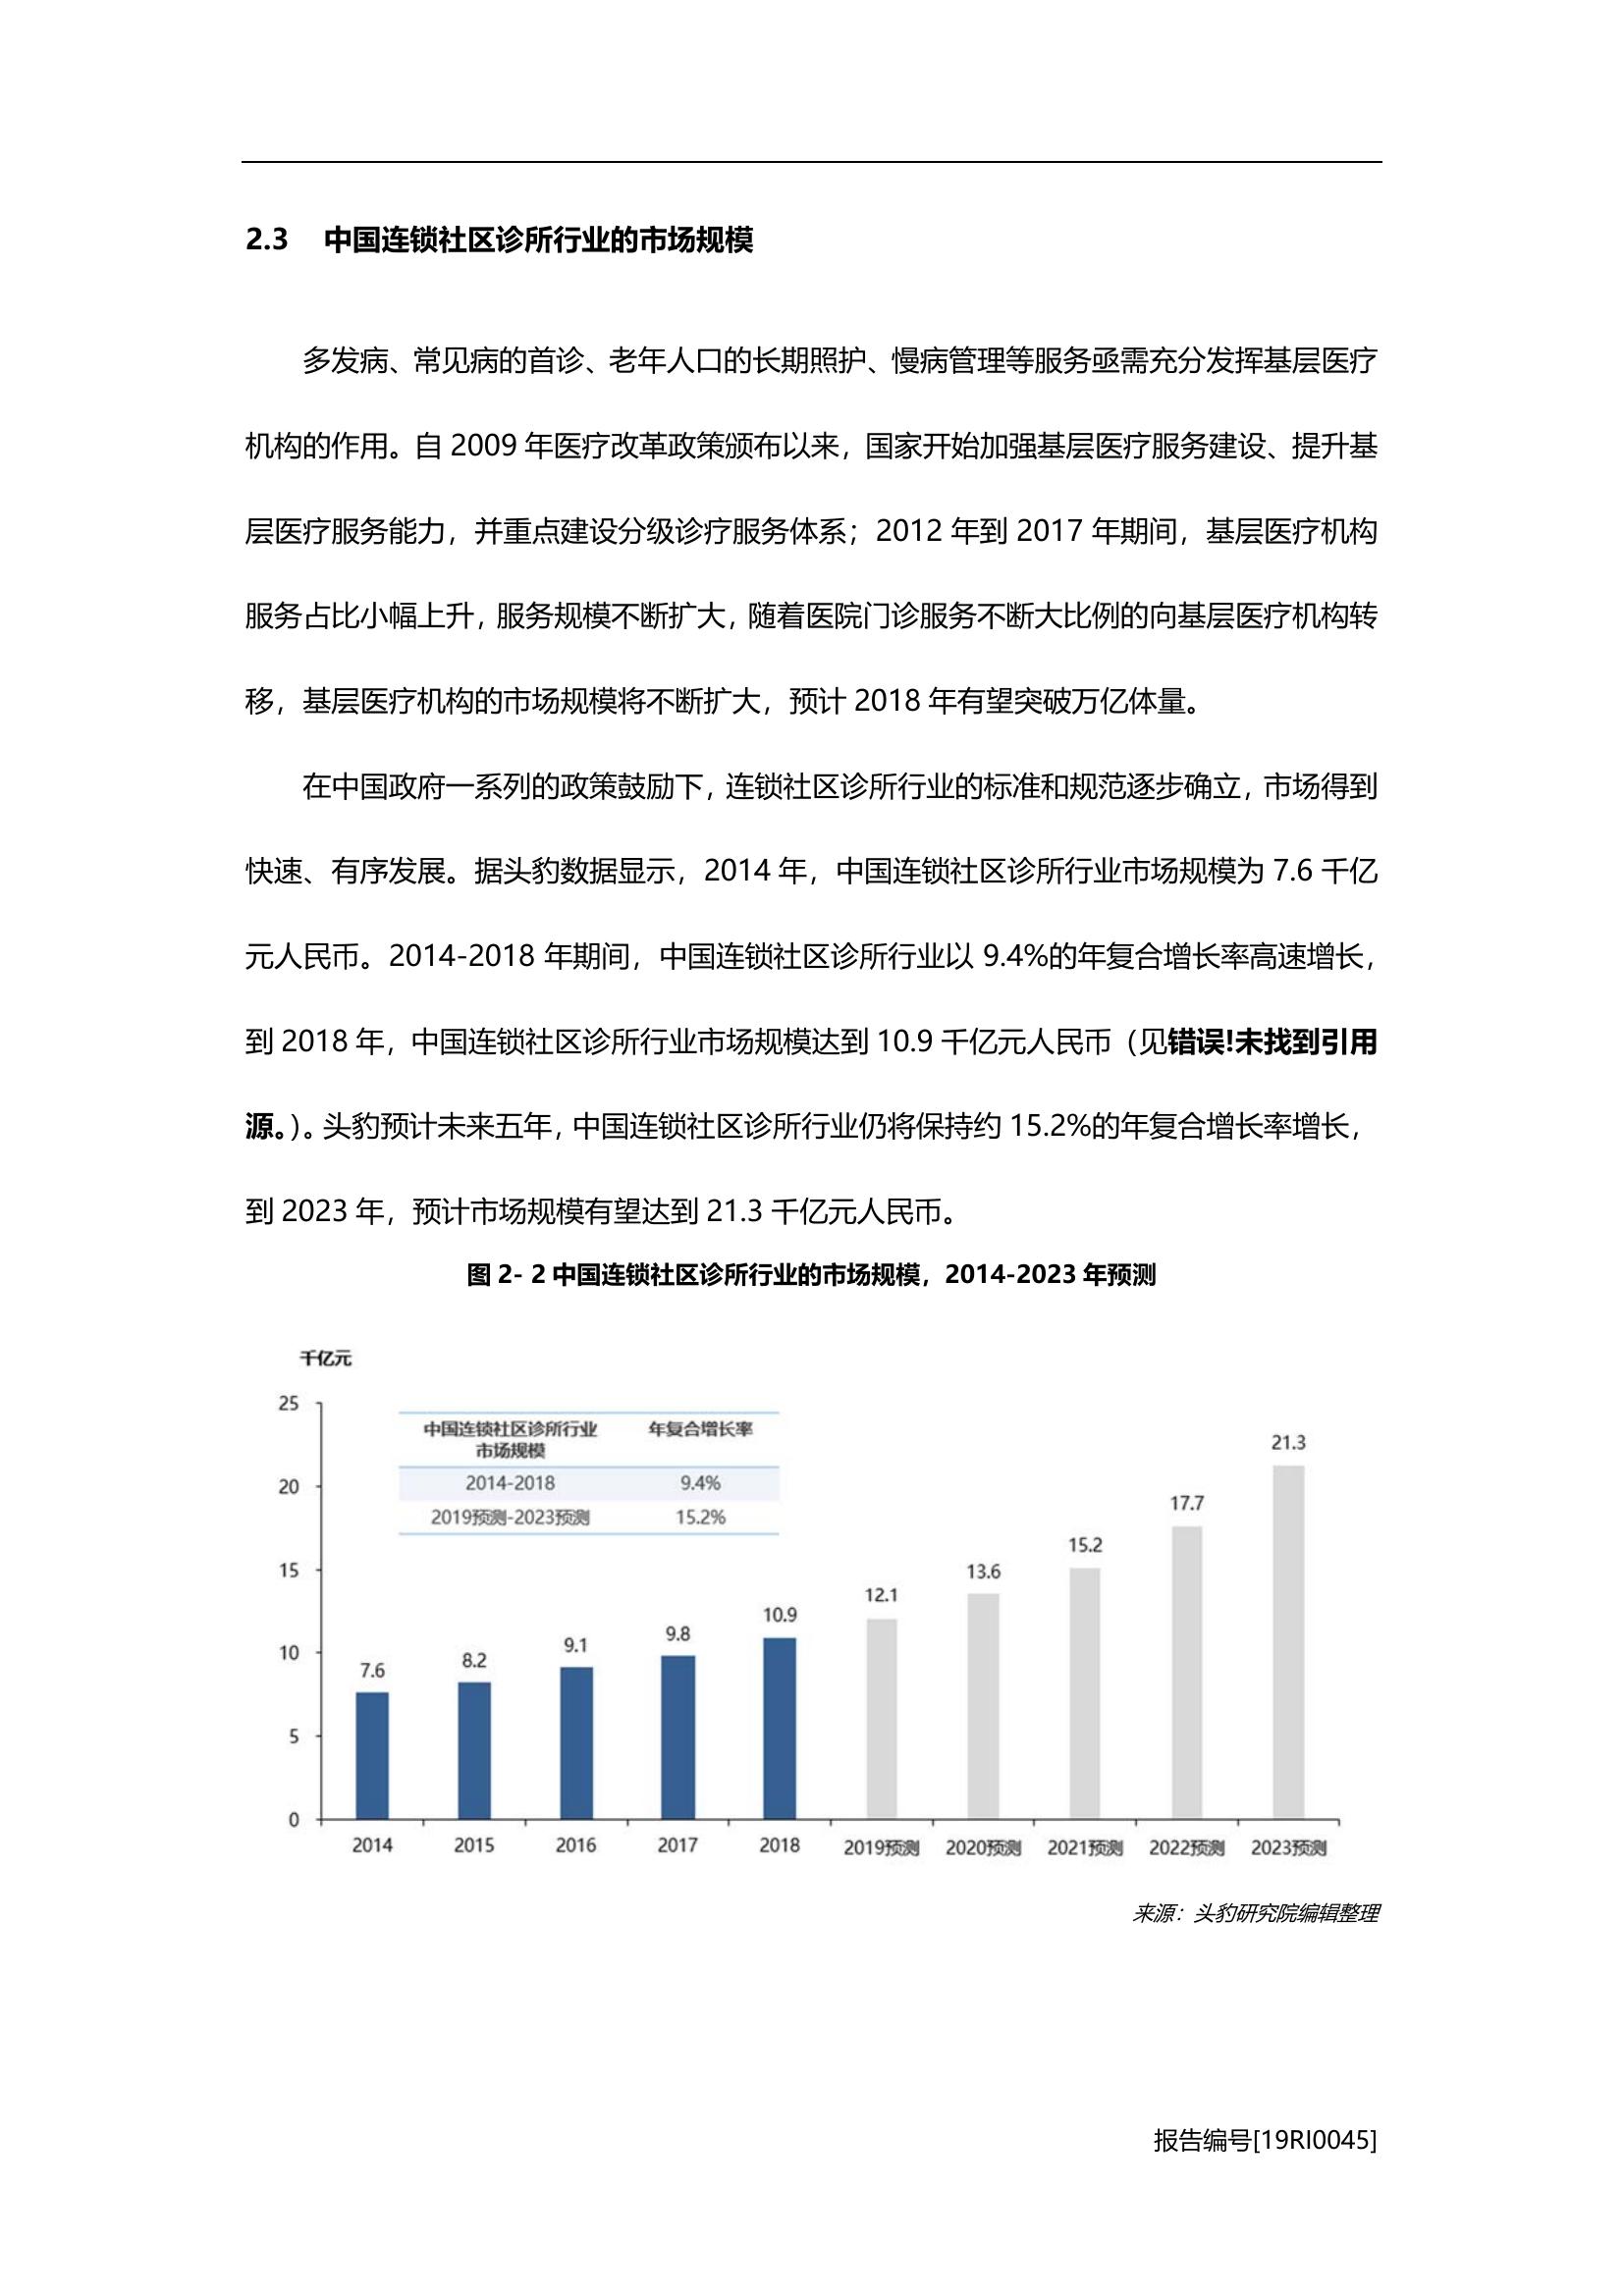 2.3 中国连锁社区诊所行业的市场规模
多发病、常见病的首诊、老年人口的长期照护、慢病管理等服务亟需充分发挥基层医疗
机构的作用。自 2009 年医疗改革政策颁布以来，国家开始加强基层医疗服务建设、提升基
层医疗服务能力，并重点建设分级诊疗服务体系；2012 年到 2017 年期间，基层医疗机构
服务占比小幅上升，服务规模不断扩大，随着医院门诊服务不断大比例的向基层医疗机构转
移，基层医疗机构的市场规模将不断扩大，预计 2018 年有望突破万亿体量。
在中国政府一系列的政策鼓励下，连锁社区诊所行业的标准和规范逐步确立，市场得到
快速、有序发展。据头豹数据显示，2014 年，中国连锁社区诊所行业市场规模为 7.6 千亿
元人民币。2014-2018 年期间，中国连锁社区诊所行业以 9.4%的年复合增长率高速增长，
到 2018 年，中国连锁社区诊所行业市场规模达到 10.9 千亿元人民币（见错误!未找到引用
源。）。头豹预计未来五年，中国连锁社区诊所行业仍将保持约 15.2%的年复合增长率增长，
到 2023 年，预计市场规模有望达到 21.3 千亿元人民币。
图 2- 2 中国连锁社区诊所行业的市场规模，2014-2023 年预测
千亿元
25
20
15
10
5
0
中国连锁社区诊所行业 年复合增长率
市场规模
2014-2018 9.4%
2019预测-2023预测 15.2%
7.6 8.2 9.1 9.8 10.9 12.1 13.6 15.2 17.7 21.3
2014 2015 2016 2017 2018 2019预测 2020预测 2021预测 2022预测 2023预测
来源：头豹研究院编辑整理
报告编号[19RI0045]